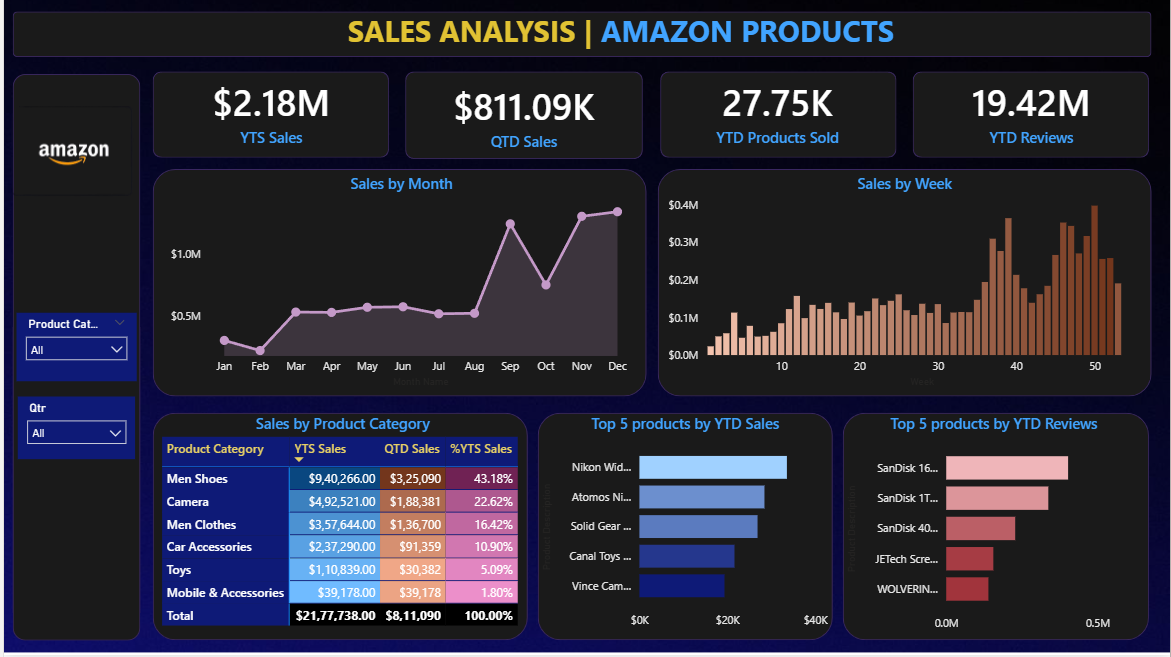 SALES ANALYSIS | AMAZON PRODUCTS
amazon
$2.18M
YTS Sales
$811.09K
QTD Sales
27.75K
YTD Products Sold
19.42M
YTD Reviews
Product Cat...
All
Qtr
All
Sales by Month
$1.0M
$0.5M
Jan Feb Mar Apr May Jun Jul Aug Sep Oct Nov Dec
Month Name
Sales by Week
$0.4M
$0.3M
$0.2M
$0.1M
$0.0M
10 20 30 40 50
Week
Sales by Product Category
Product Category YTS Sales QTD Sales %YTS Sales
Men Shoes $9,40,266.00 $3,25,090 43.18%
Camera $4,92,521.00 $1,88,381 22.62%
Men Clothes $3,57,644.00 $1,36,700 16.42%
Car Accessories $2,37,290.00 $91,359 10.90%
Toys $1,10,839.00 $30,382 5.09%
Mobile & Accessories $39,178.00 $39,178 1.80%
Total $21,77,738.00 $8,11,090 100.00%
Top 5 products by YTD Sales
Nikon Wid...
Atomos Ni...
Solid Gear ...
Canal Toys ...
Vince Cam...
$0K $20K $40K
Top 5 products by YTD Reviews
SanDisk 16...
SanDisk 1T...
SanDisk 40...
JETech Scre...
WOLVERIN...
0.0M 0.5M